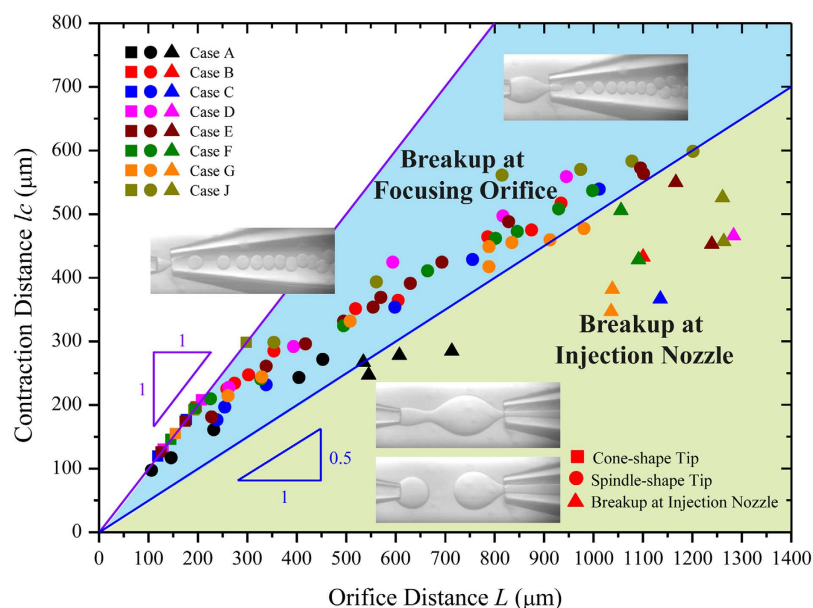 800
700
600
500
400
300
200
100
0
Contraction Distance lc (μm)
Case A
Case B
Case C
Case D
Case E
Case F
Case G
Case J
Breakup at
Focusing Orifice
1
1
Breakup at
Injection Nozzle
0.5
1
Cone-shape Tip
Spindle-shape Tip
Breakup at Injection Nozzle
0 100 200 300 400 500 600 700 800 900 1000 1100 1200 1300 1400
Orifice Distance L (μm)